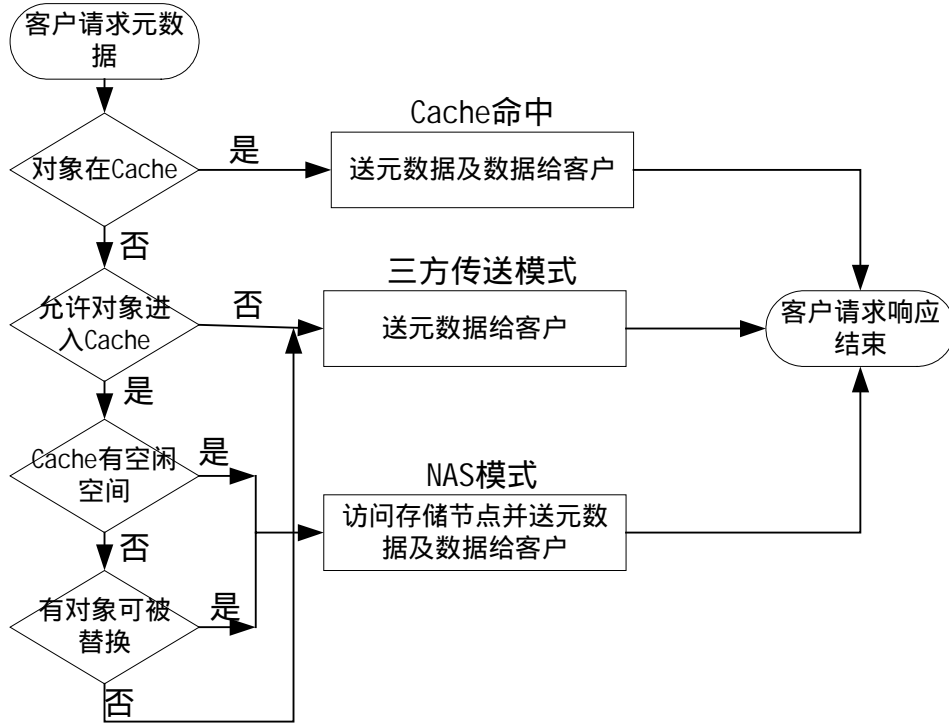 客户请求元数
据
Cache命中
对象在Cache
是
送元数据及数据给客户
否
三方传送模式
允许对象进
入Cache
否
送元数据给客户
客户请求响应
结束
是
Cache有空闲
空间
是
NAS模式
访问存储节点并送元数
据及数据给客户
否
有对象可被
替换
是
否